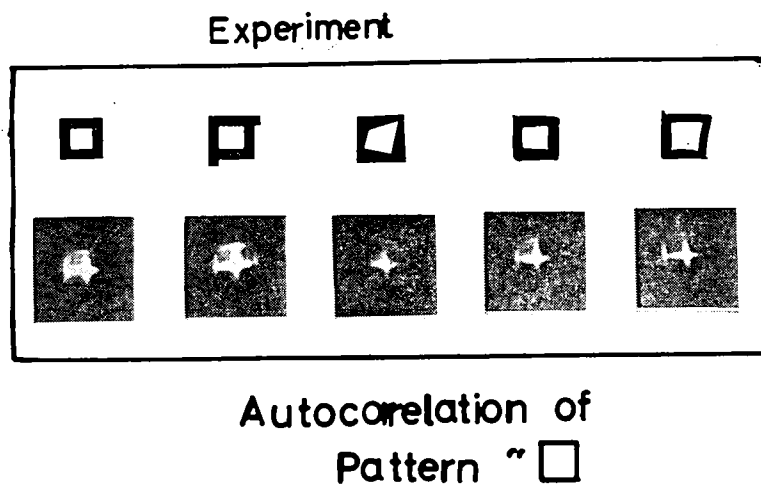 Experiment
Autocorelation of
Pattern ~ □